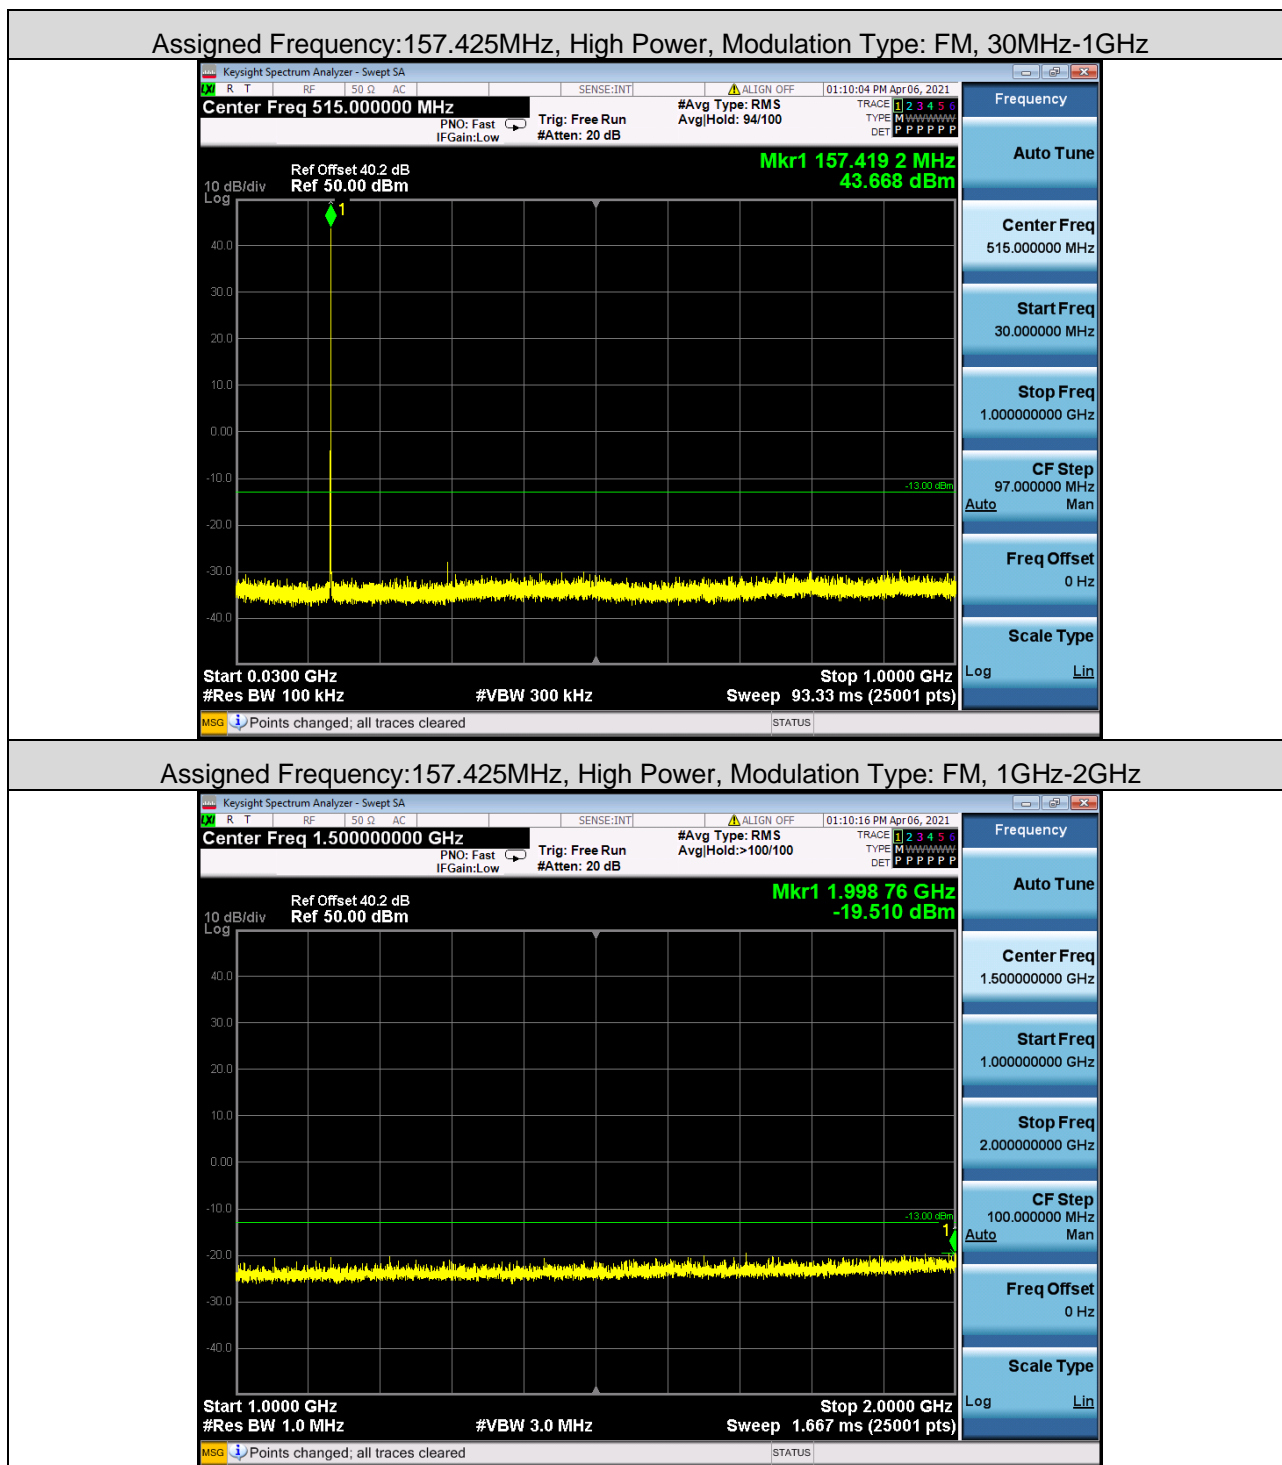 Assigned Frequency:157.425MHz, High Power, Modulation Type: FM, 30MHz-1GHz
Keysight Spectrum Analyzer - Swept SA
LXI R T RF 50 Ω AC SENSE:INT ALIGN OFF 01:10:04 PM Apr 06, 2021
Center Freq 515.000000 MHz
#Avg Type: RMS
TRACE 1 2 3 4 5 6
PNO: Fast Trig: Free Run Avg|Hold: 94/100
TYPE M WWWWW
IFGain:Low #Atten: 20 dB
DET P P P P P P
Mkr1 157.419 2 MHz
43.668 dBm
Ref Offset 40.2 dB
10 dB/div Ref 50.00 dBm
Log
1
40.0
30.0
20.0
10.0
0.00
-10.0
-13.00 dBm
-20.0
-30.0
-40.0
Start 0.0300 GHz Stop 1.0000 GHz
#Res BW 100 kHz #VBW 300 kHz Sweep 93.33 ms (25001 pts)
MSG Points changed; all traces cleared STATUS
Frequency
Auto Tune
Center Freq
515.000000 MHz
Start Freq
30.000000 MHz
Stop Freq
1.000000000 GHz
CF Step
97.000000 MHz
Auto Man
Freq Offset
0 Hz
Scale Type
Log Lin
Assigned Frequency:157.425MHz, High Power, Modulation Type: FM, 1GHz-2GHz
Keysight Spectrum Analyzer - Swept SA
LXI R T RF 50 Ω AC SENSE:INT ALIGN OFF 01:10:16 PM Apr 06, 2021
Center Freq 1.500000000 GHz
#Avg Type: RMS
TRACE 1 2 3 4 5 6
PNO: Fast Trig: Free Run Avg|Hold:>100/100
TYPE M WWWWW
IFGain:Low #Atten: 20 dB
DET P P P P P P
Mkr1 1.998 76 GHz
-19.510 dBm
Ref Offset 40.2 dB
10 dB/div Ref 50.00 dBm
Log
40.0
30.0
20.0
10.0
0.00
-10.0
-13.00 dBm
1
-20.0
-30.0
-40.0
Start 1.0000 GHz Stop 2.0000 GHz
#Res BW 1.0 MHz #VBW 3.0 MHz Sweep 1.667 ms (25001 pts)
MSG Points changed; all traces cleared STATUS
Frequency
Auto Tune
Center Freq
1.500000000 GHz
Start Freq
1.000000000 GHz
Stop Freq
2.000000000 GHz
CF Step
100.000000 MHz
Auto Man
Freq Offset
0 Hz
Scale Type
Log Lin